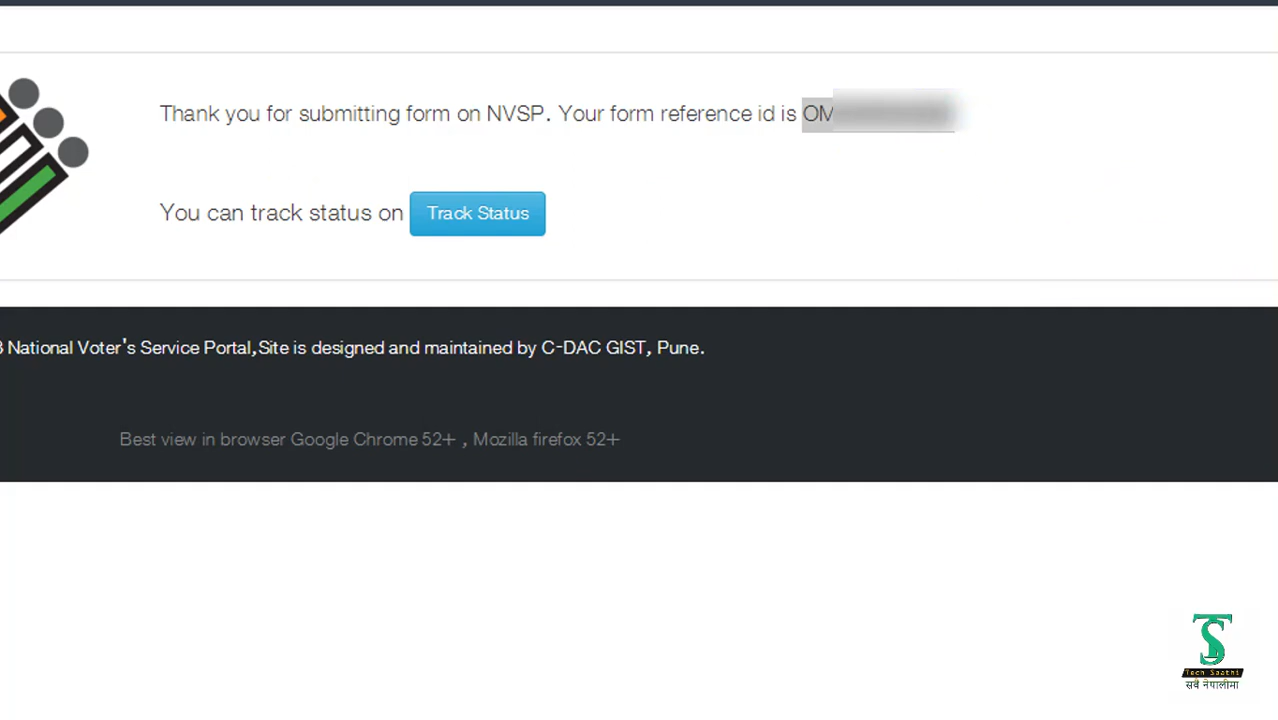 Thank you for submitting form on NVSP. Your form reference id is OM
You can track status on Track Status
National Voter's Service Portal,Site is designed and maintained by C-DAC GIST, Pune.
Best view in browser Google Chrome 52+ , Mozilla firefox 52+
TS
Tech Saathi
सबै नेपालीमा